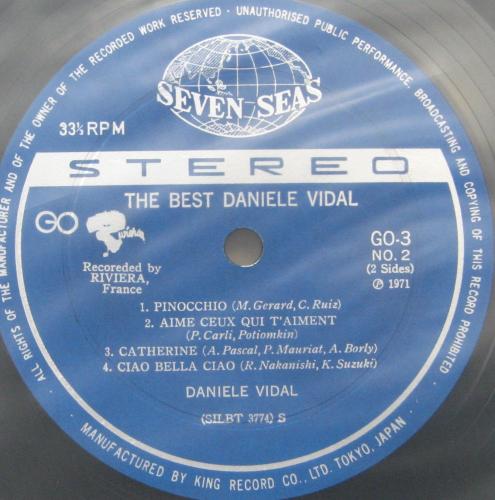 ALL RIGHTS OF THE MANUFACTURER AND OF THE OWNER OF THE RECORDED WORK RESERVED · UNAUTHORISED PUBLIC PERFORMANCE, BROADCASTING AND COPYING OF THIS RECORD PROHIBITED
SEVEN SEAS
33⅓ RPM
STEREO
THE BEST DANIELE VIDAL
GO
Riviera
GO-3
NO. 2
(2 Sides)
Ⓟ 1971
Recoreded by
RIVIERA,
France
1. PINOCCHIO (M. Gerard, C. Ruiz)
2. AIME CEUX QUI T'AIMENT
(P. Carli, Potiomkin)
3. CATHERINE (A. Pascal, P. Mauriat, A. Borly)
4. CIAO BELLA CIAO (R. Nakanishi, K. Suzuki)
DANIELE VIDAL
(SILBT 3774) S
MANUFACTURED BY KING RECORD CO., LTD. TOKYO, JAPAN